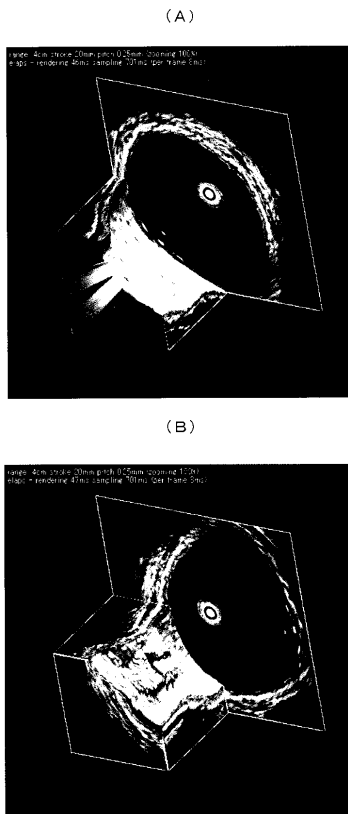 (A)
range 4cm stroke 20mm pitch 0.25mm (zooming 100%)
elaps - rendering 46ms sampling 701ms (per frame 8ms)
(B)
range 4cm stroke 20mm pitch 0.25mm (zooming 100%)
elaps - rendering 47ms sampling 701ms (per frame 8ms)